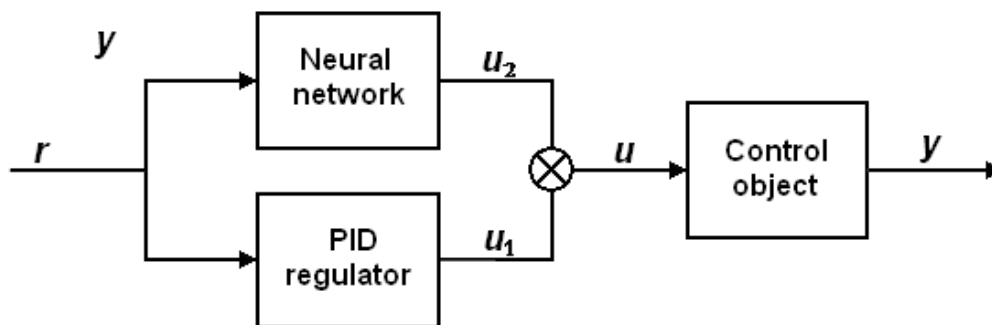 y
Neural
network
u₂
r
u
Control
object
y
PID
regulator
u₁